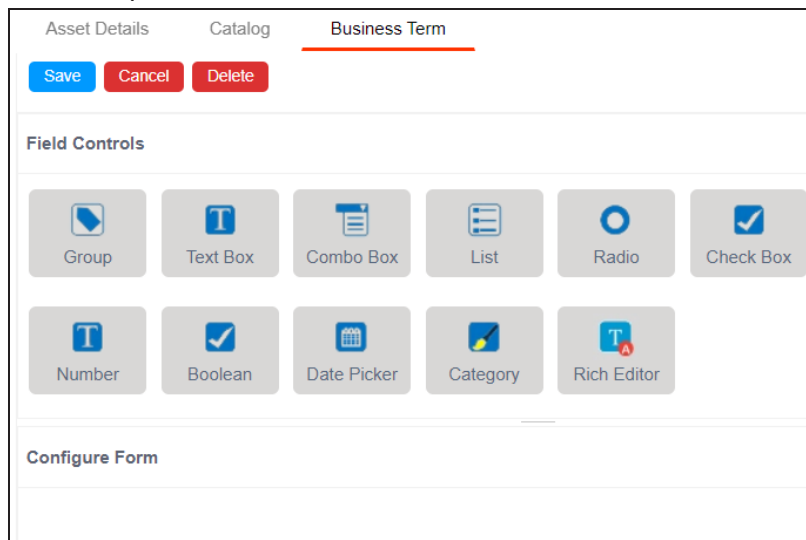 Asset Details Catalog Business Term
Save Cancel Delete
Field Controls
Group Text Box Combo Box List Radio Check Box
Number Boolean Date Picker Category Rich Editor
Configure Form